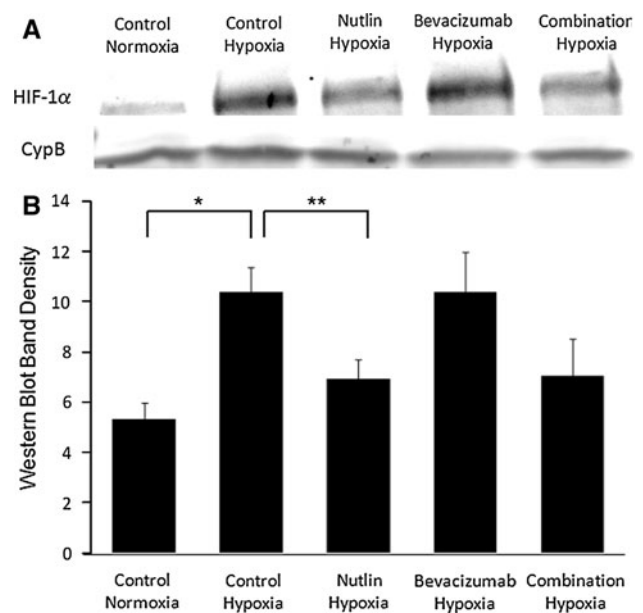 A
Control
Normoxia
Control
Hypoxia
Nutlin
Hypoxia
Bevacizumab
Hypoxia
Combination
Hypoxia
HIF-1α
CypB
B
Western Blot Band Density
14
12
10
8
6
4
2
0
*
**
Control
Normoxia
Control
Hypoxia
Nutlin
Hypoxia
Bevacizumab
Hypoxia
Combination
Hypoxia